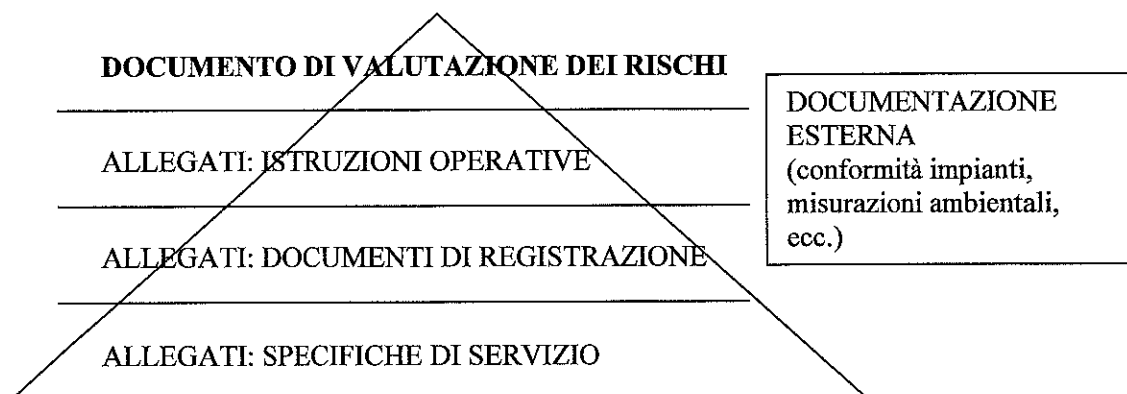 DOCUMENTO DI VALUTAZIONE DEI RISCHI
ALLEGATI: ISTRUZIONI OPERATIVE
ALLEGATI: DOCUMENTI DI REGISTRAZIONE
ALLEGATI: SPECIFICHE DI SERVIZIO
DOCUMENTAZIONE
ESTERNA
(conformità impianti,
misurazioni ambientali,
ecc.)